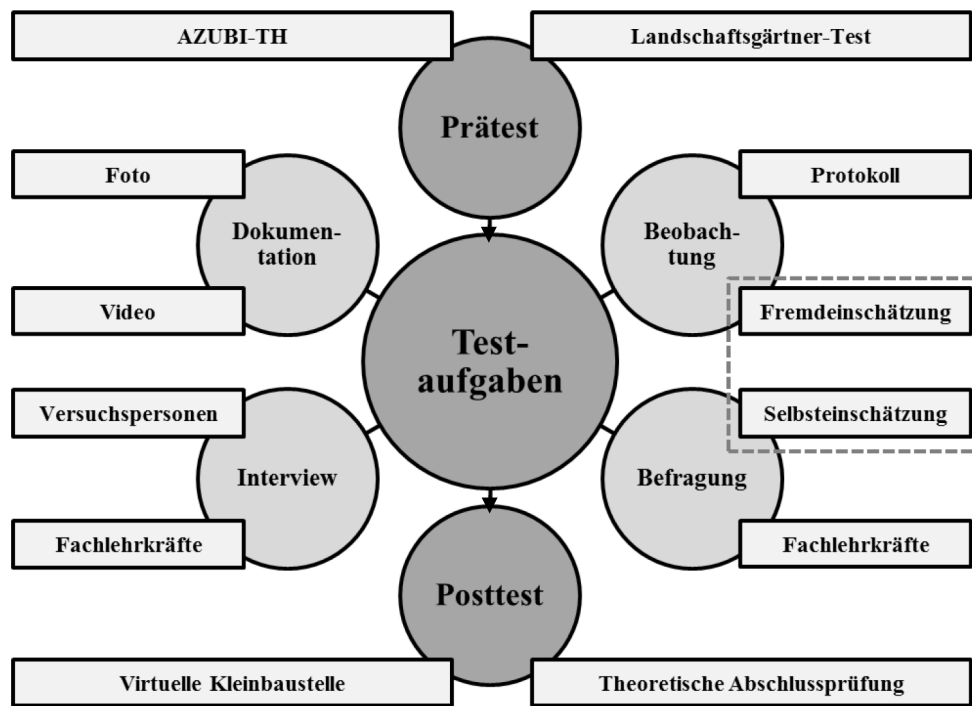 AZUBI-TH
Landschaftsgärtner-Test
Prätest
Foto
Protokoll
Dokumen-
tation
Beobach-
tung
Video
Fremdeinschätzung
Test-
aufgaben
Versuchspersonen
Selbsteinschätzung
Interview
Befragung
Fachlehrkräfte
Fachlehrkräfte
Posttest
Virtuelle Kleinbaustelle
Theoretische Abschlussprüfung